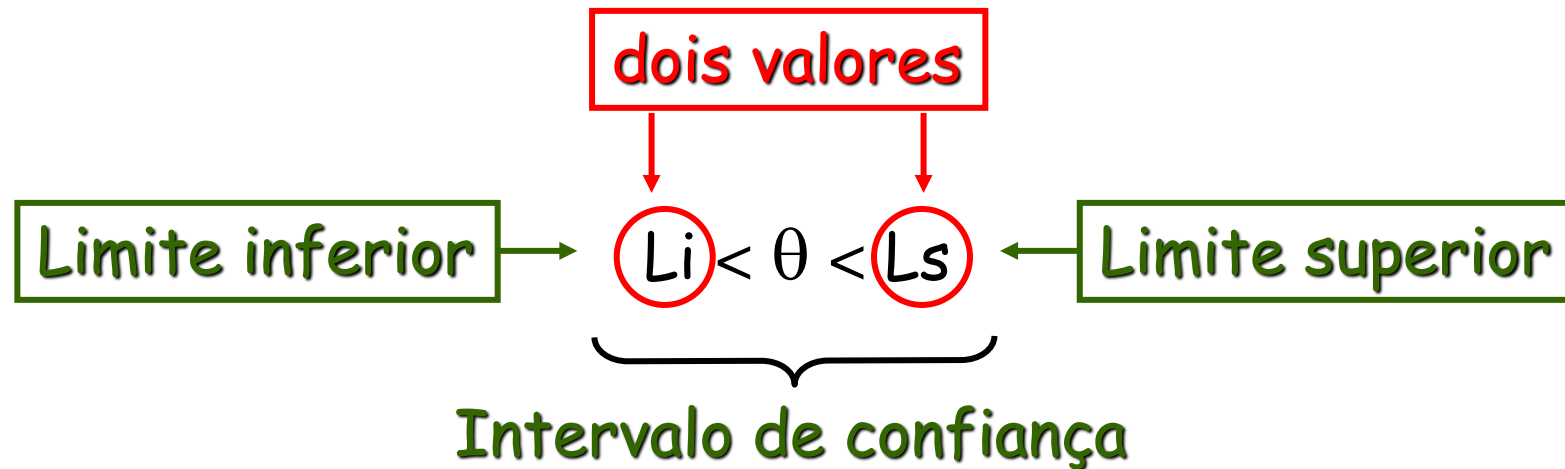 dois valores
Limite inferior
Li < θ < Ls
Limite superior
Intervalo de confiança